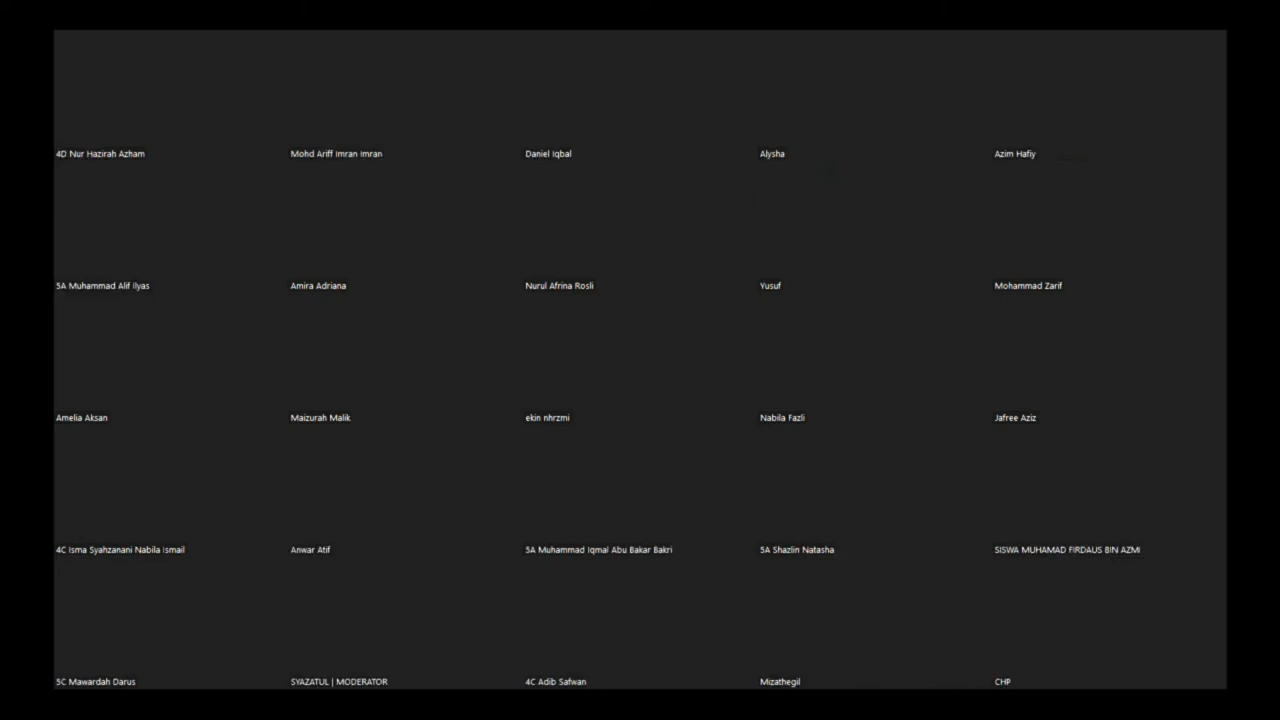 4D Nur Hazirah Azham
Mohd Ariff Imran Imran
Daniel Iqbal
Alysha
Azim Hafiy
5A Muhammad Alif Ilyas
Amira Adriana
Nurul Afrina Rosli
Yusuf
Mohammad Zarif
Amelia Aksan
Maizurah Malik
ekin nhrzmi
Nabila Fazli
Jafree Aziz
4C Isma Syahzanani Nabila Ismail
Anwar Atif
5A Muhammad Iqmal Abu Bakar Bakri
5A Shazlin Natasha
SISWA MUHAMAD FIRDAUS BIN AZMI
5C Mawardah Darus
SYAZATUL | MODERATOR
4C Adib Safwan
Mizathegil
CHP